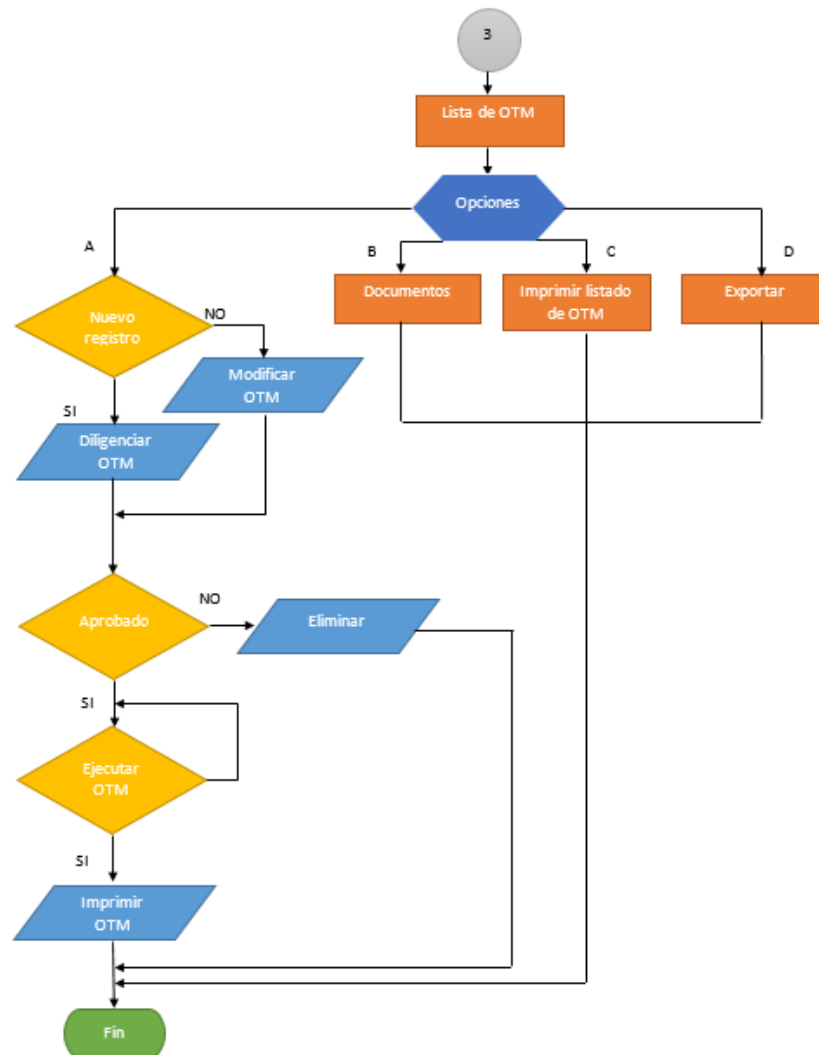 3
Lista de OTM
Opciones
A
B
C
D
Documentos
Imprimir listado
de OTM
Exportar
Nuevo
registro
NO
Modificar
OTM
SI
Diligenciar
OTM
Aprobado
NO
Eliminar
SI
Ejecutar
OTM
SI
Imprimir
OTM
Fin